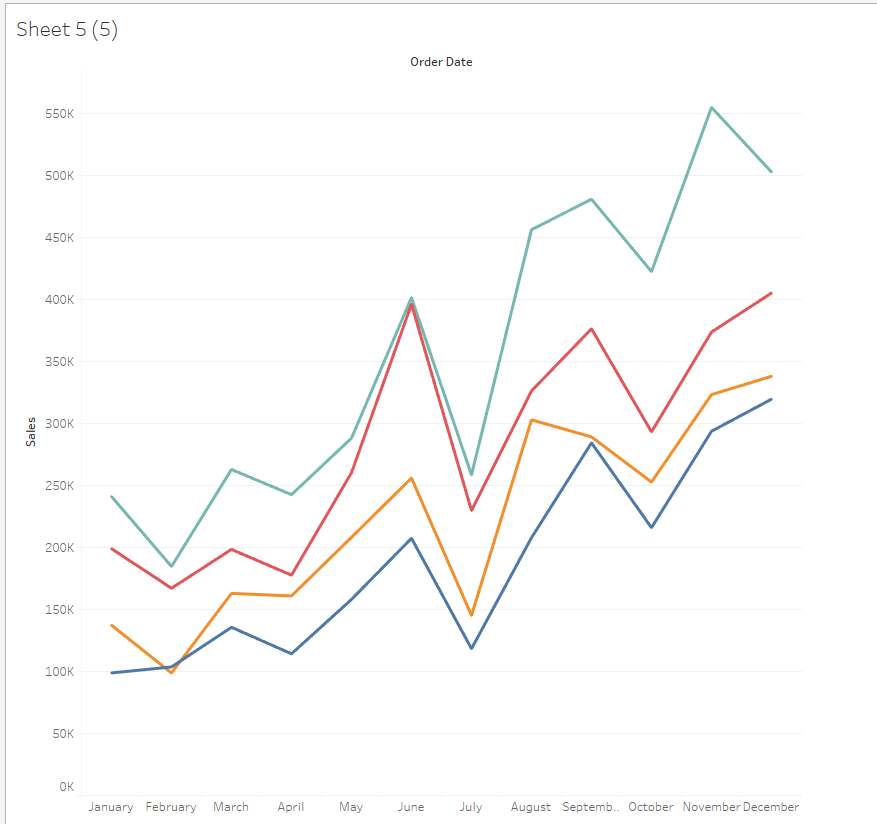 Sheet 5 (5)
Order Date
550K
500K
450K
400K
350K
300K
250K
200K
150K
100K
50K
0K
Sales
January February March April May June July August Septemb.. October November December